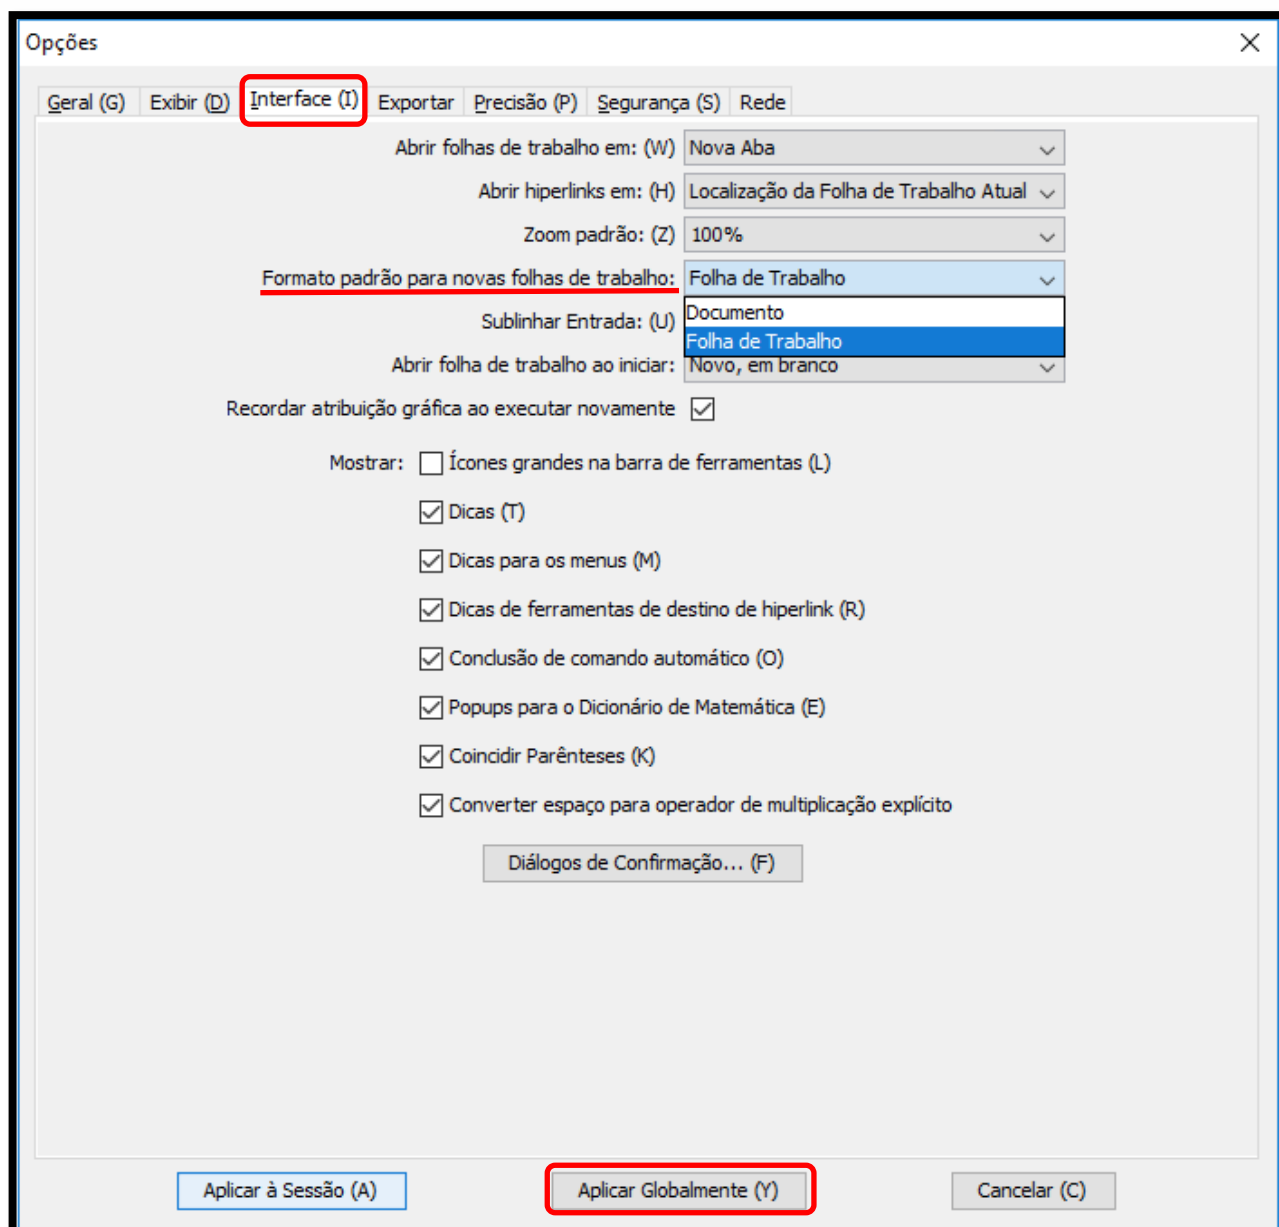 Opções
Geral (G) Exibir (D) Interface (I) Exportar Precisão (P) Segurança (S) Rede
Abrir folhas de trabalho em: (W) Nova Aba
Abrir hiperlinks em: (H) Localização da Folha de Trabalho Atual
Zoom padrão: (Z) 100%
Formato padrão para novas folhas de trabalho: Folha de Trabalho
Documento
Sublinhar Entrada: (U)
Folha de Trabalho
Abrir folha de trabalho ao iniciar: Novo, em branco
Recordar atribuição gráfica ao executar novamente
Mostrar: Ícones grandes na barra de ferramentas (L)
Dicas (T)
Dicas para os menus (M)
Dicas de ferramentas de destino de hiperlink (R)
Conclusão de comando automático (O)
Popups para o Dicionário de Matemática (E)
Coincidir Parênteses (K)
Converter espaço para operador de multiplicação explícito
Diálogos de Confirmação... (F)
Aplicar à Sessão (A) Aplicar Globalmente (Y) Cancelar (C)